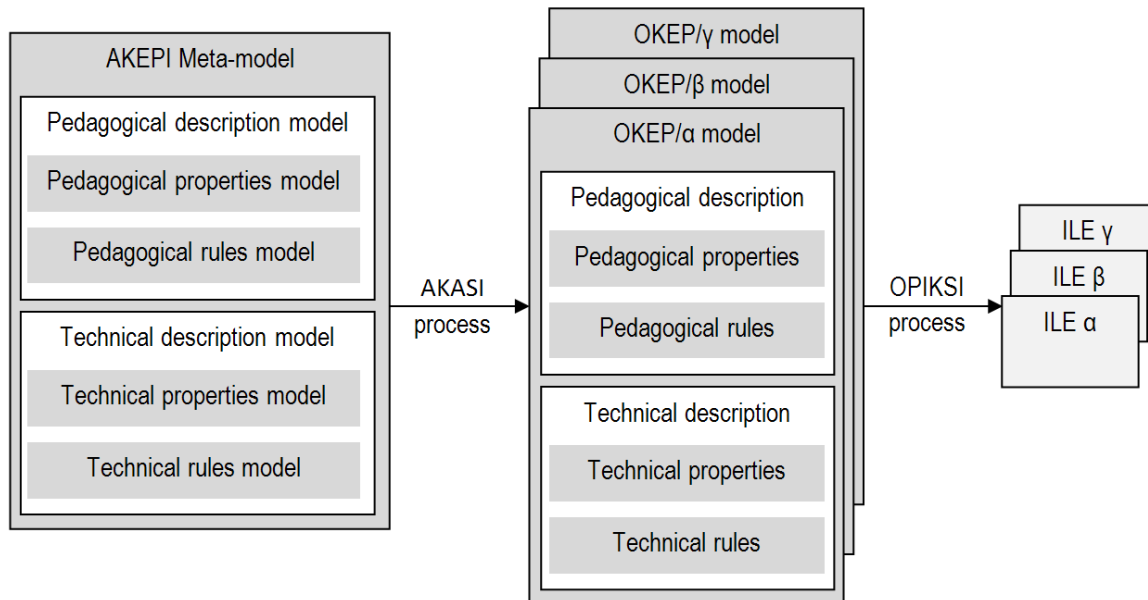 AKEPI Meta-model
Pedagogical description model
Pedagogical properties model
Pedagogical rules model
Technical description model
Technical properties model
Technical rules model
AKASI
process
OKEP/γ model
OKEP/β model
OKEP/α model
Pedagogical description
Pedagogical properties
Pedagogical rules
Technical description
Technical properties
Technical rules
OPIKSI
process
ILE γ
ILE β
ILE α